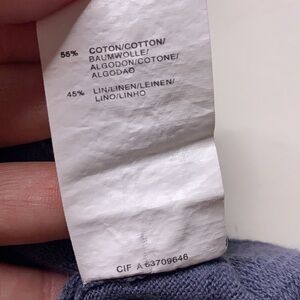 55% COTON/COTTON/
BAUMWOLLE/
ALGODON/COTONE/
ALGODAO
45% LIN/LINEN/LEINEN/
LINO/LINHO
CIF A 63709646